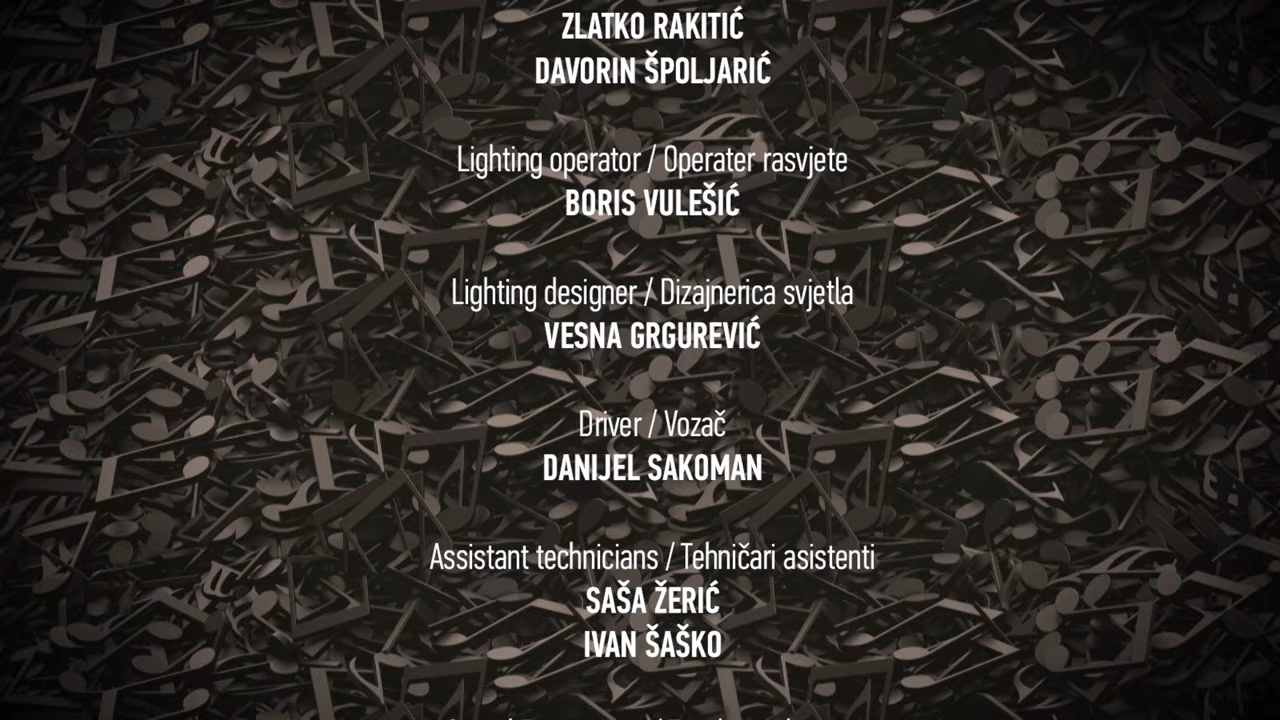 ZLATKO RAKITIĆ
DAVORIN ŠPOLJARIĆ
Lighting operator / Operater rasvjete
BORIS VULEŠIĆ
Lighting designer / Dizajnerica svjetla
VESNA GRGUREVIĆ
Driver / Vozač
DANIJEL SAKOMAN
Assistant technicians / Tehničari asistenti
SAŠA ŽERIĆ
IVAN ŠAŠKO